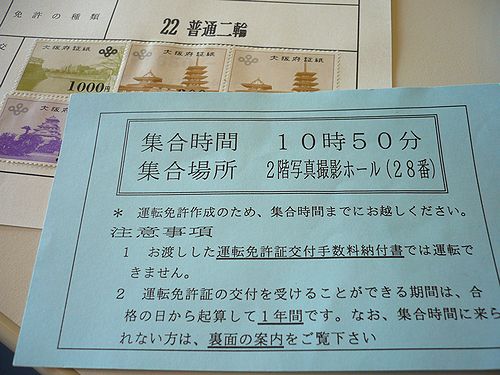 免許の種類
22 普通二輪
交
大阪府証紙
大阪府証紙
大阪府証紙
1000円
大阪府
集合時間　10時50分
集合場所　2階写真撮影ホール(28番)
＊ 運転免許作成のため、集合時間までにお越しください。
注意事項
1　お渡しした運転免許証交付手数料納付書では運転で
きません。
2　運転免許証の交付を受けることができる期間は、合
格の日から起算して1年間です。なお、集合時間に来ら
れない方は、裏面の案内をご覧下さい